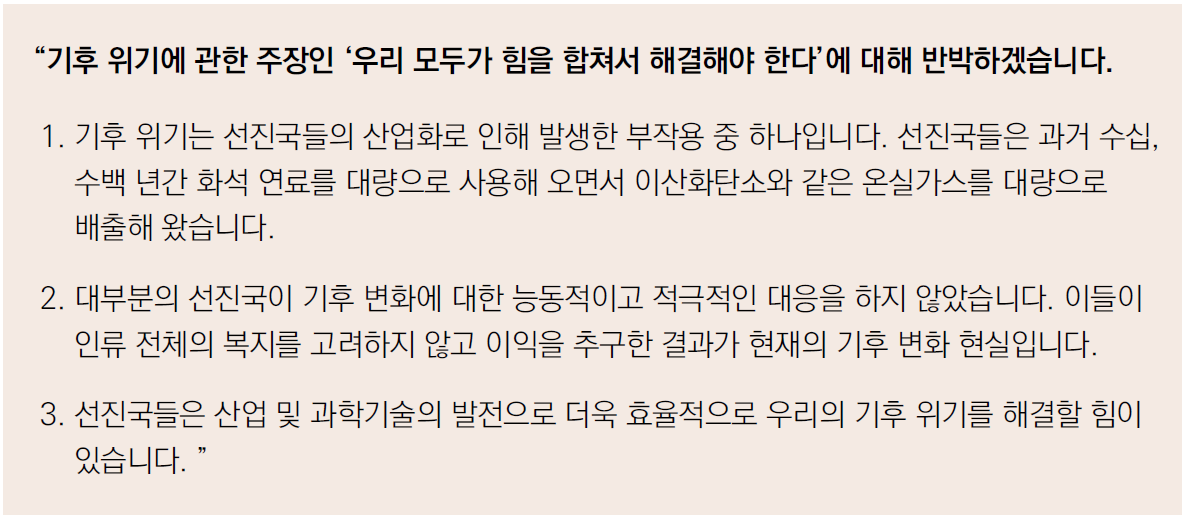 “기후 위기에 관한 주장인 ‘우리 모두가 힘을 합쳐서 해결해야 한다’에 대해 반박하겠습니다.
1. 기후 위기는 선진국들의 산업화로 인해 발생한 부작용 중 하나입니다. 선진국들은 과거 수십,
수백 년간 화석 연료를 대량으로 사용해 오면서 이산화탄소와 같은 온실가스를 대량으로
배출해 왔습니다.
2. 대부분의 선진국이 기후 변화에 대한 능동적이고 적극적인 대응을 하지 않았습니다. 이들이
인류 전체의 복지를 고려하지 않고 이익을 추구한 결과가 현재의 기후 변화 현실입니다.
3. 선진국들은 산업 및 과학기술의 발전으로 더욱 효율적으로 우리의 기후 위기를 해결할 힘이
있습니다. ”